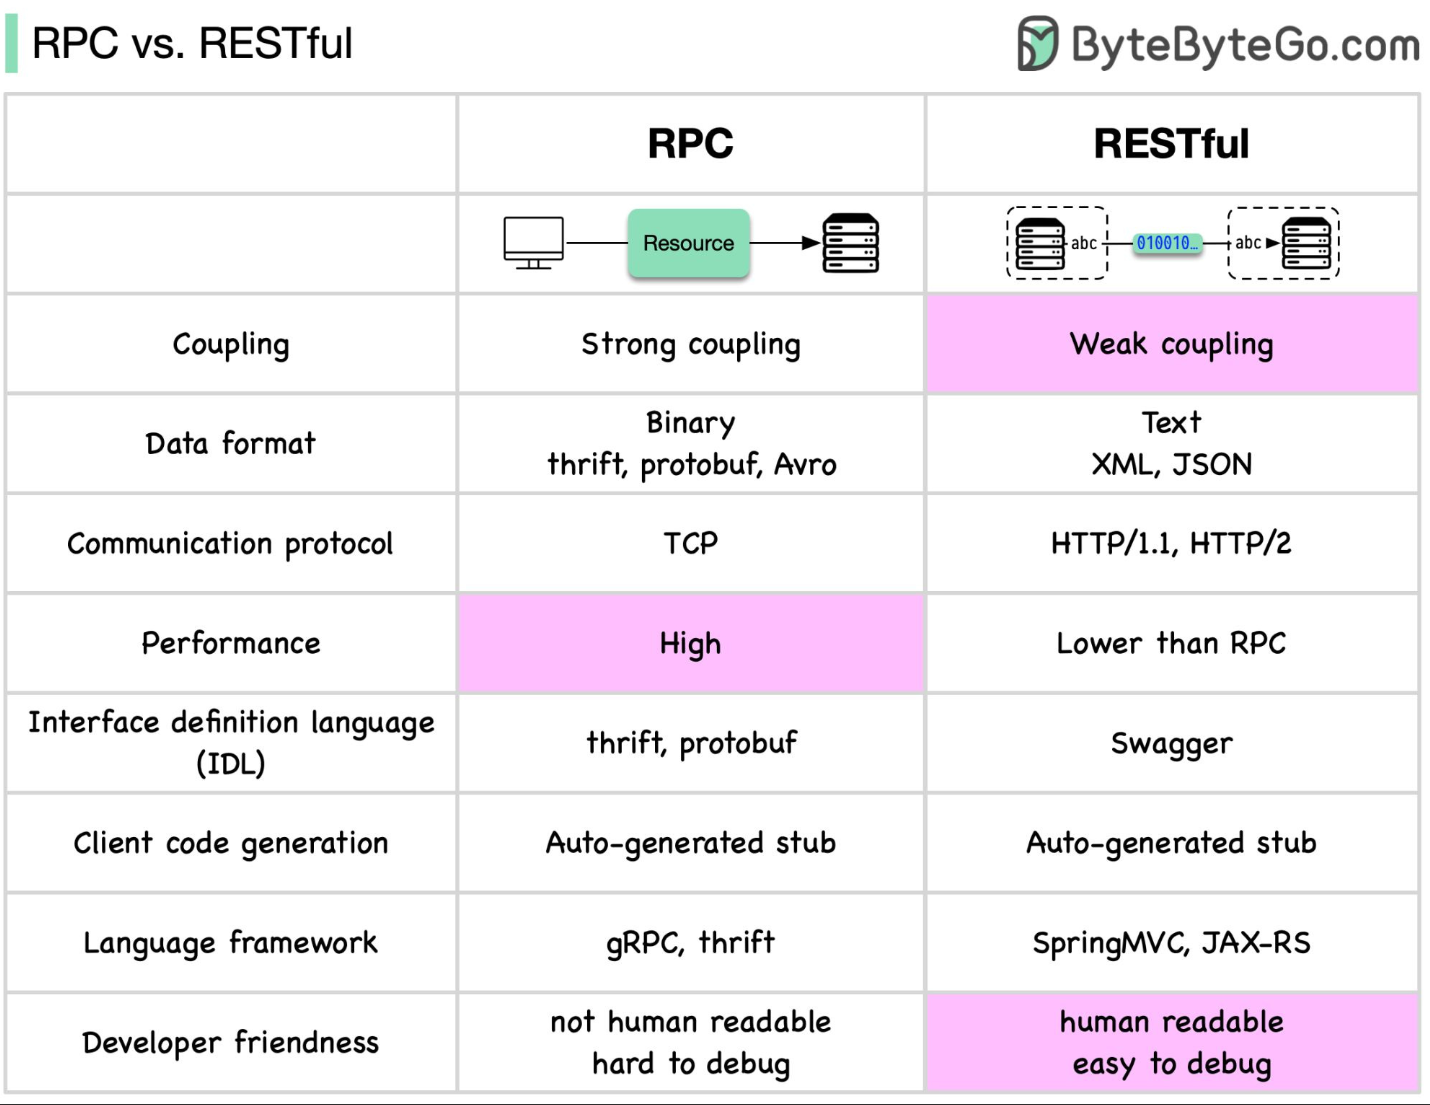 RPC vs. RESTful
ByteByteGo.com
RPC
RESTful
Resource
abc
010010...
abc
Coupling
Strong coupling
Weak coupling
Data format
Binary
thrift, protobuf, Avro
Text
XML, JSON
Communication protocol
TCP
HTTP/1.1, HTTP/2
Performance
High
Lower than RPC
Interface definition language
(IDL)
thrift, protobuf
Swagger
Client code generation
Auto-generated stub
Auto-generated stub
Language framework
gRPC, thrift
SpringMVC, JAX-RS
Developer friendness
not human readable
hard to debug
human readable
easy to debug